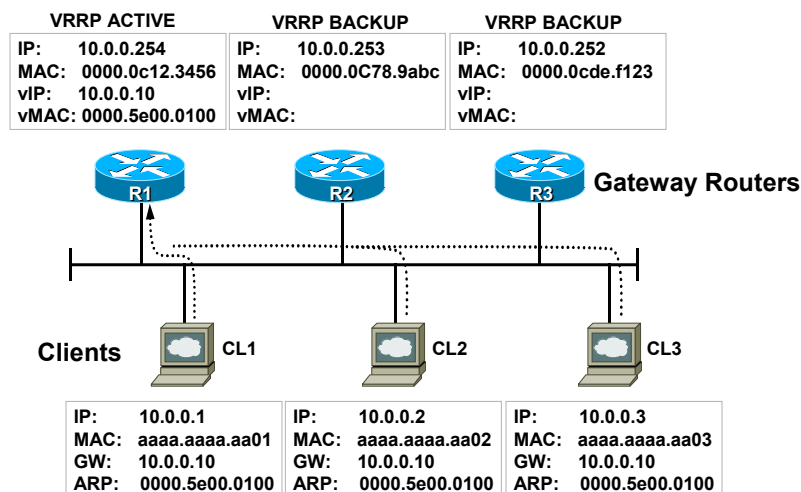 VRRP ACTIVE
VRRP BACKUP
VRRP BACKUP
IP: 10.0.0.254
MAC: 0000.0c12.3456
vIP: 10.0.0.10
vMAC: 0000.5e00.0100
IP: 10.0.0.253
MAC: 0000.0C78.9abc
vIP:
vMAC:
IP: 10.0.0.252
MAC: 0000.0cde.f123
vIP:
vMAC:
R1
R2
R3
Gateway Routers
Clients
CL1
CL2
CL3
IP: 10.0.0.1
MAC: aaaa.aaaa.aa01
GW: 10.0.0.10
ARP: 0000.5e00.0100
IP: 10.0.0.2
MAC: aaaa.aaaa.aa02
GW: 10.0.0.10
ARP: 0000.5e00.0100
IP: 10.0.0.3
MAC: aaaa.aaaa.aa03
GW: 10.0.0.10
ARP: 0000.5e00.0100